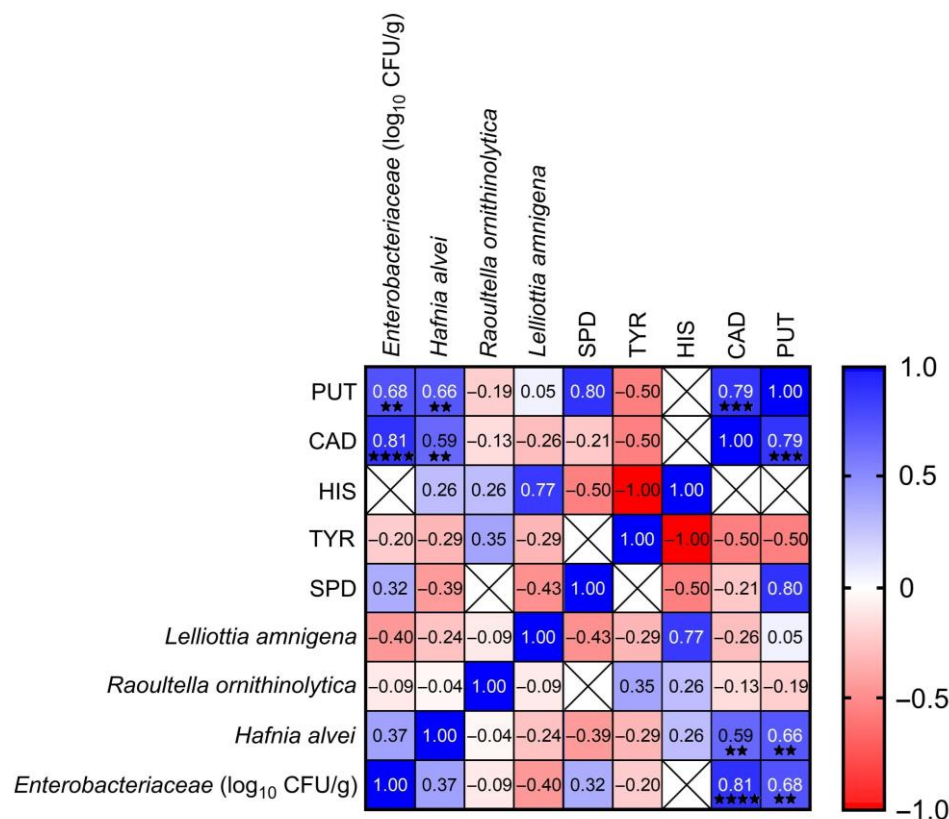 Enterobacteriaceae (log10 CFU/g)
Hafnia alvei
Raoultella ornithinolytica
Lelliottia amnigena
SPD
TYR
HIS
CAD
PUT
PUT 0.68 0.66 −0.19 0.05 0.80 −0.50 0.79 1.00
★★ ★★ ★★★
CAD 0.81 0.59 −0.13 −0.26 −0.21 −0.50 1.00 0.79
★★★★ ★★ ★★★
HIS 0.26 0.26 0.77 −0.50 −1.00 1.00
TYR −0.20 −0.29 0.35 −0.29 1.00 −1.00 −0.50 −0.50
SPD 0.32 −0.39 −0.43 1.00 −0.50 −0.21 0.80
Lelliottia amnigena −0.40 −0.24 −0.09 1.00 −0.43 −0.29 0.77 −0.26 0.05
Raoultella ornithinolytica −0.09 −0.04 1.00 −0.09 0.35 0.26 −0.13 −0.19
Hafnia alvei 0.37 1.00 −0.04 −0.24 −0.39 −0.29 0.26 0.59 0.66
★★ ★★
Enterobacteriaceae (log10 CFU/g) 1.00 0.37 −0.09 −0.40 0.32 −0.20 0.81 0.68
★★★★ ★★
1.0
0.5
0
−0.5
−1.0